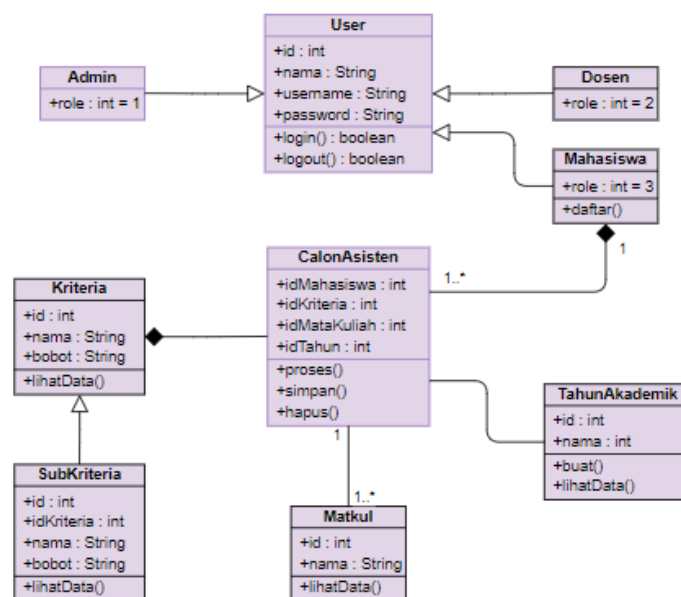 User
+id : int
+nama : String
+username : String
+password : String
+login() : boolean
+logout() : boolean
Admin
+role : int = 1
Dosen
+role : int = 2
Mahasiswa
+role : int = 3
+daftar()
1
1..*
CalonAsisten
+idMahasiswa : int
+idKriteria : int
+idMataKuliah : int
+idTahun : int
+proses()
+simpan()
+hapus()
Kriteria
+id : int
+nama : String
+bobot : String
+lihatData()
TahunAkademik
+id : int
+nama : int
+buat()
+lihatData()
1
1..*
SubKriteria
+id : int
+idKriteria : int
+nama : String
+bobot : String
+lihatData()
Matkul
+id : int
+nama : String
+lihatData()